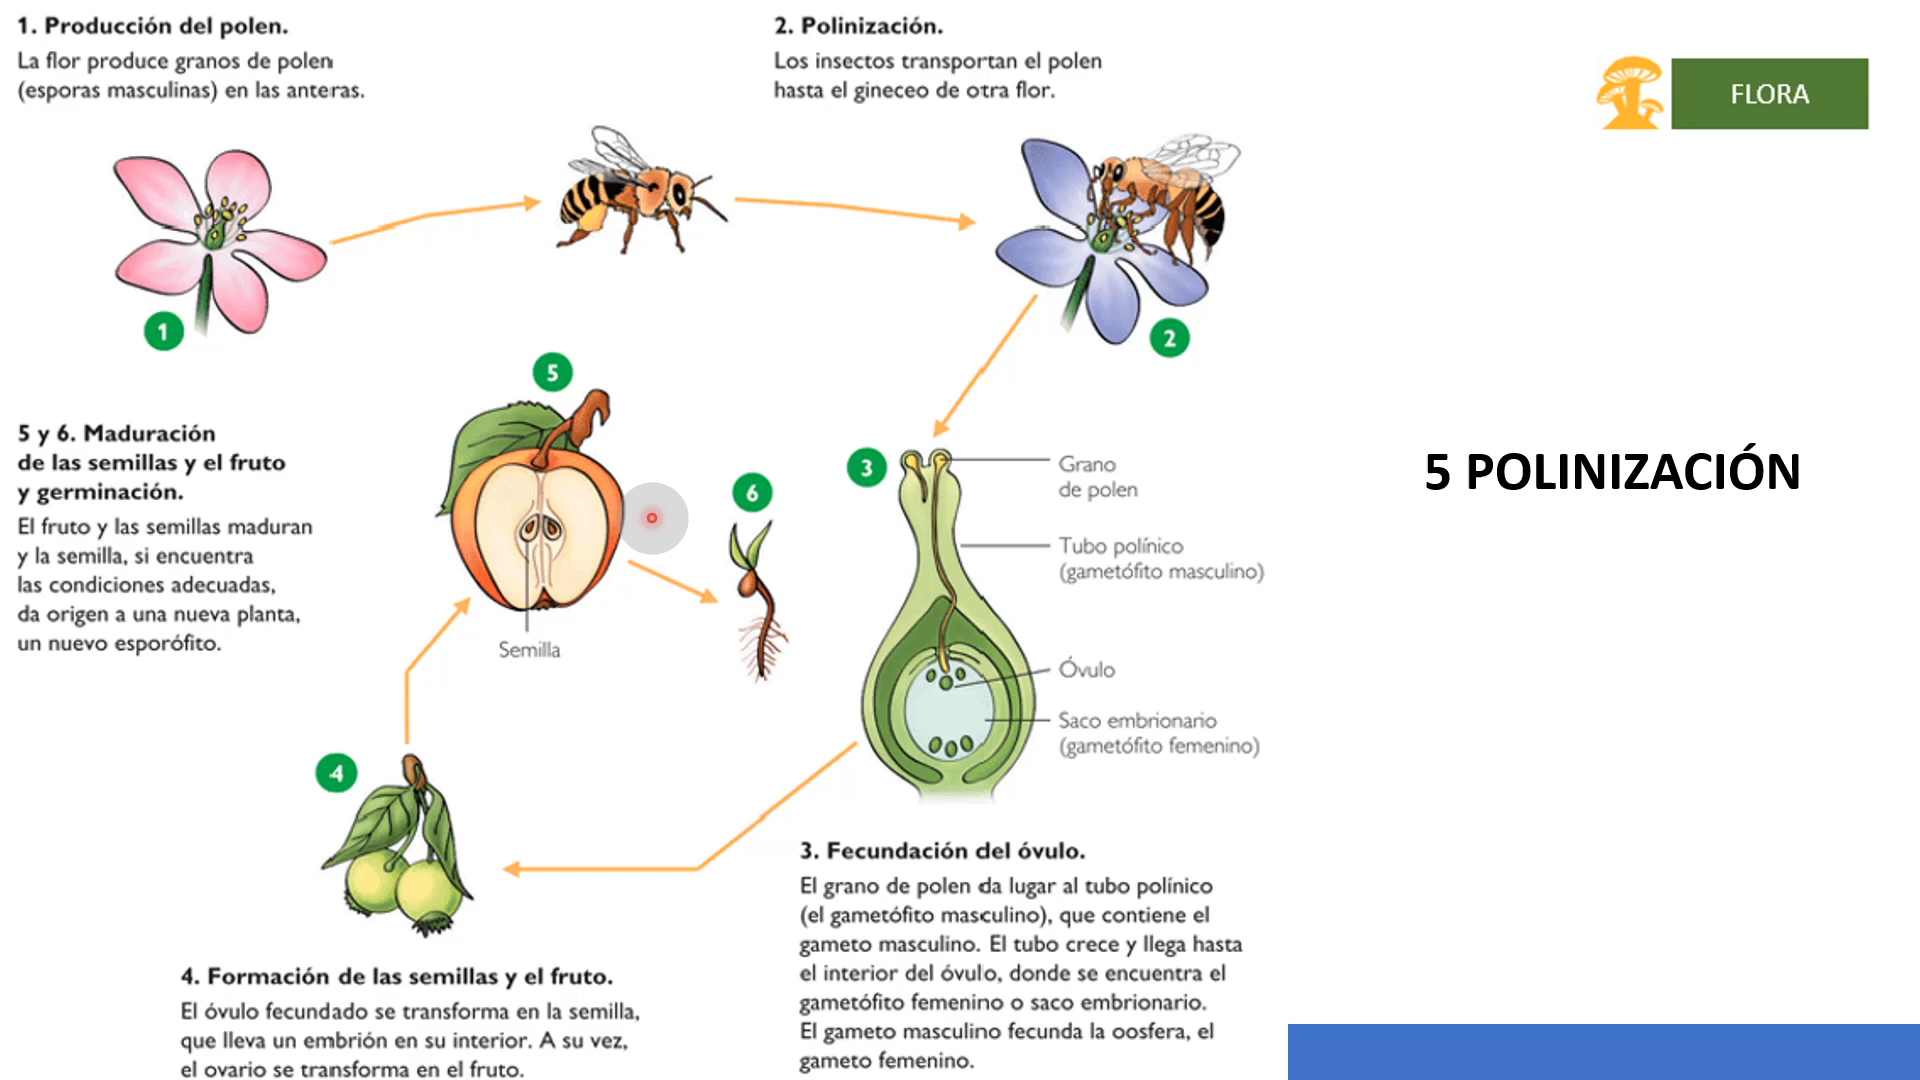 1. Producción del polen.
La flor produce granos de polen
(esporas masculinas) en las anteras.
2. Polinización.
Los insectos transportan el polen
hasta el gineceo de otra flor.
FLORA
1
2
5
5 y 6. Maduración
de las semillas y el fruto
y germinación.
El fruto y las semillas maduran
y la semilla, si encuentra
las condiciones adecuadas,
da origen a una nueva planta,
un nuevo esporófito.
Semilla
6
3
Grano
de polen
Tubo polínico
(gametófito masculino)
Óvulo
Saco embrionario
(gametófito femenino)
5 POLINIZACIÓN
4
3. Fecundación del óvulo.
El grano de polen da lugar al tubo polínico
(el gametófito masculino), que contiene el
gameto masculino. El tubo crece y llega hasta
el interior del óvulo, donde se encuentra el
gametófito femenino o saco embrionario.
El gameto masculino fecunda la oosfera, el
gameto femenino.
4. Formación de las semillas y el fruto.
El óvulo fecundado se transforma en la semilla,
que lleva un embrión en su interior. A su vez,
el ovario se transforma en el fruto.